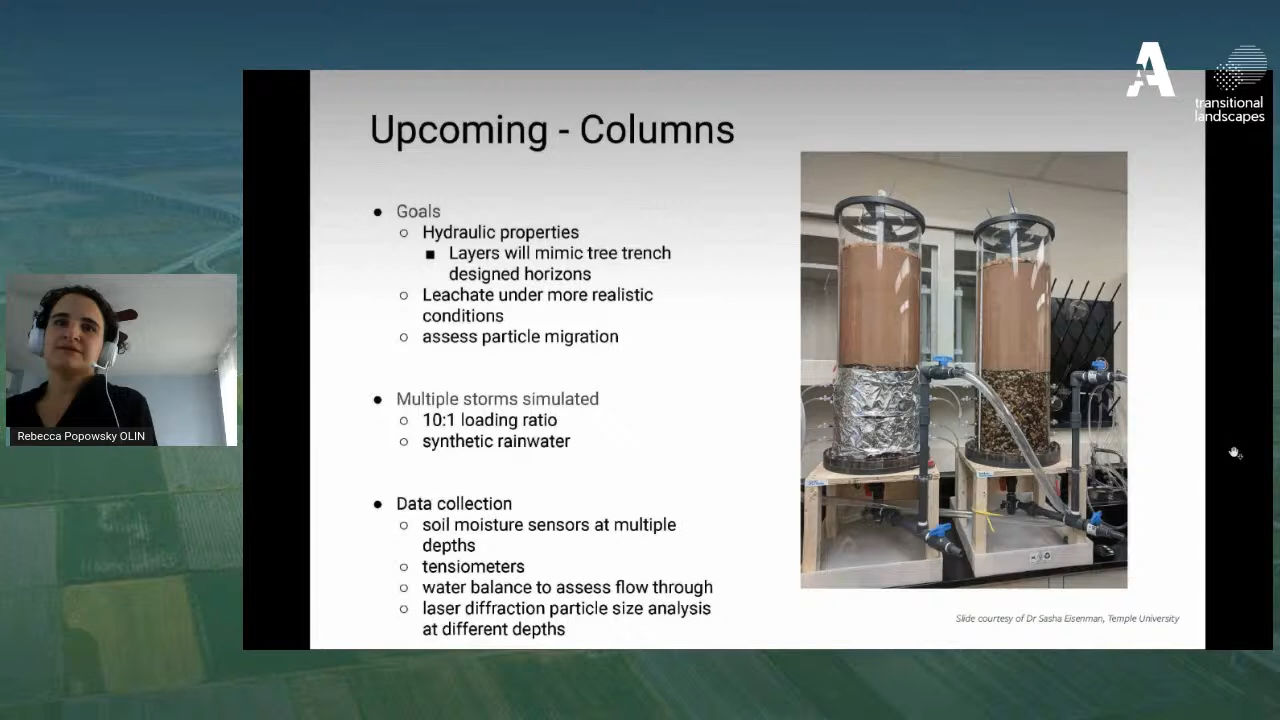 A
transitional
landscapes
Upcoming - Columns
Goals
Hydraulic properties
Layers will mimic tree trench
designed horizons
Leachate under more realistic
conditions
assess particle migration
Multiple storms simulated
10:1 loading ratio
synthetic rainwater
Data collection
soil moisture sensors at multiple
depths
tensiometers
water balance to assess flow through
laser diffraction particle size analysis
at different depths
Slide courtesy of Dr Sasha Eisenman, Temple University
Rebecca Popowsky OLIN